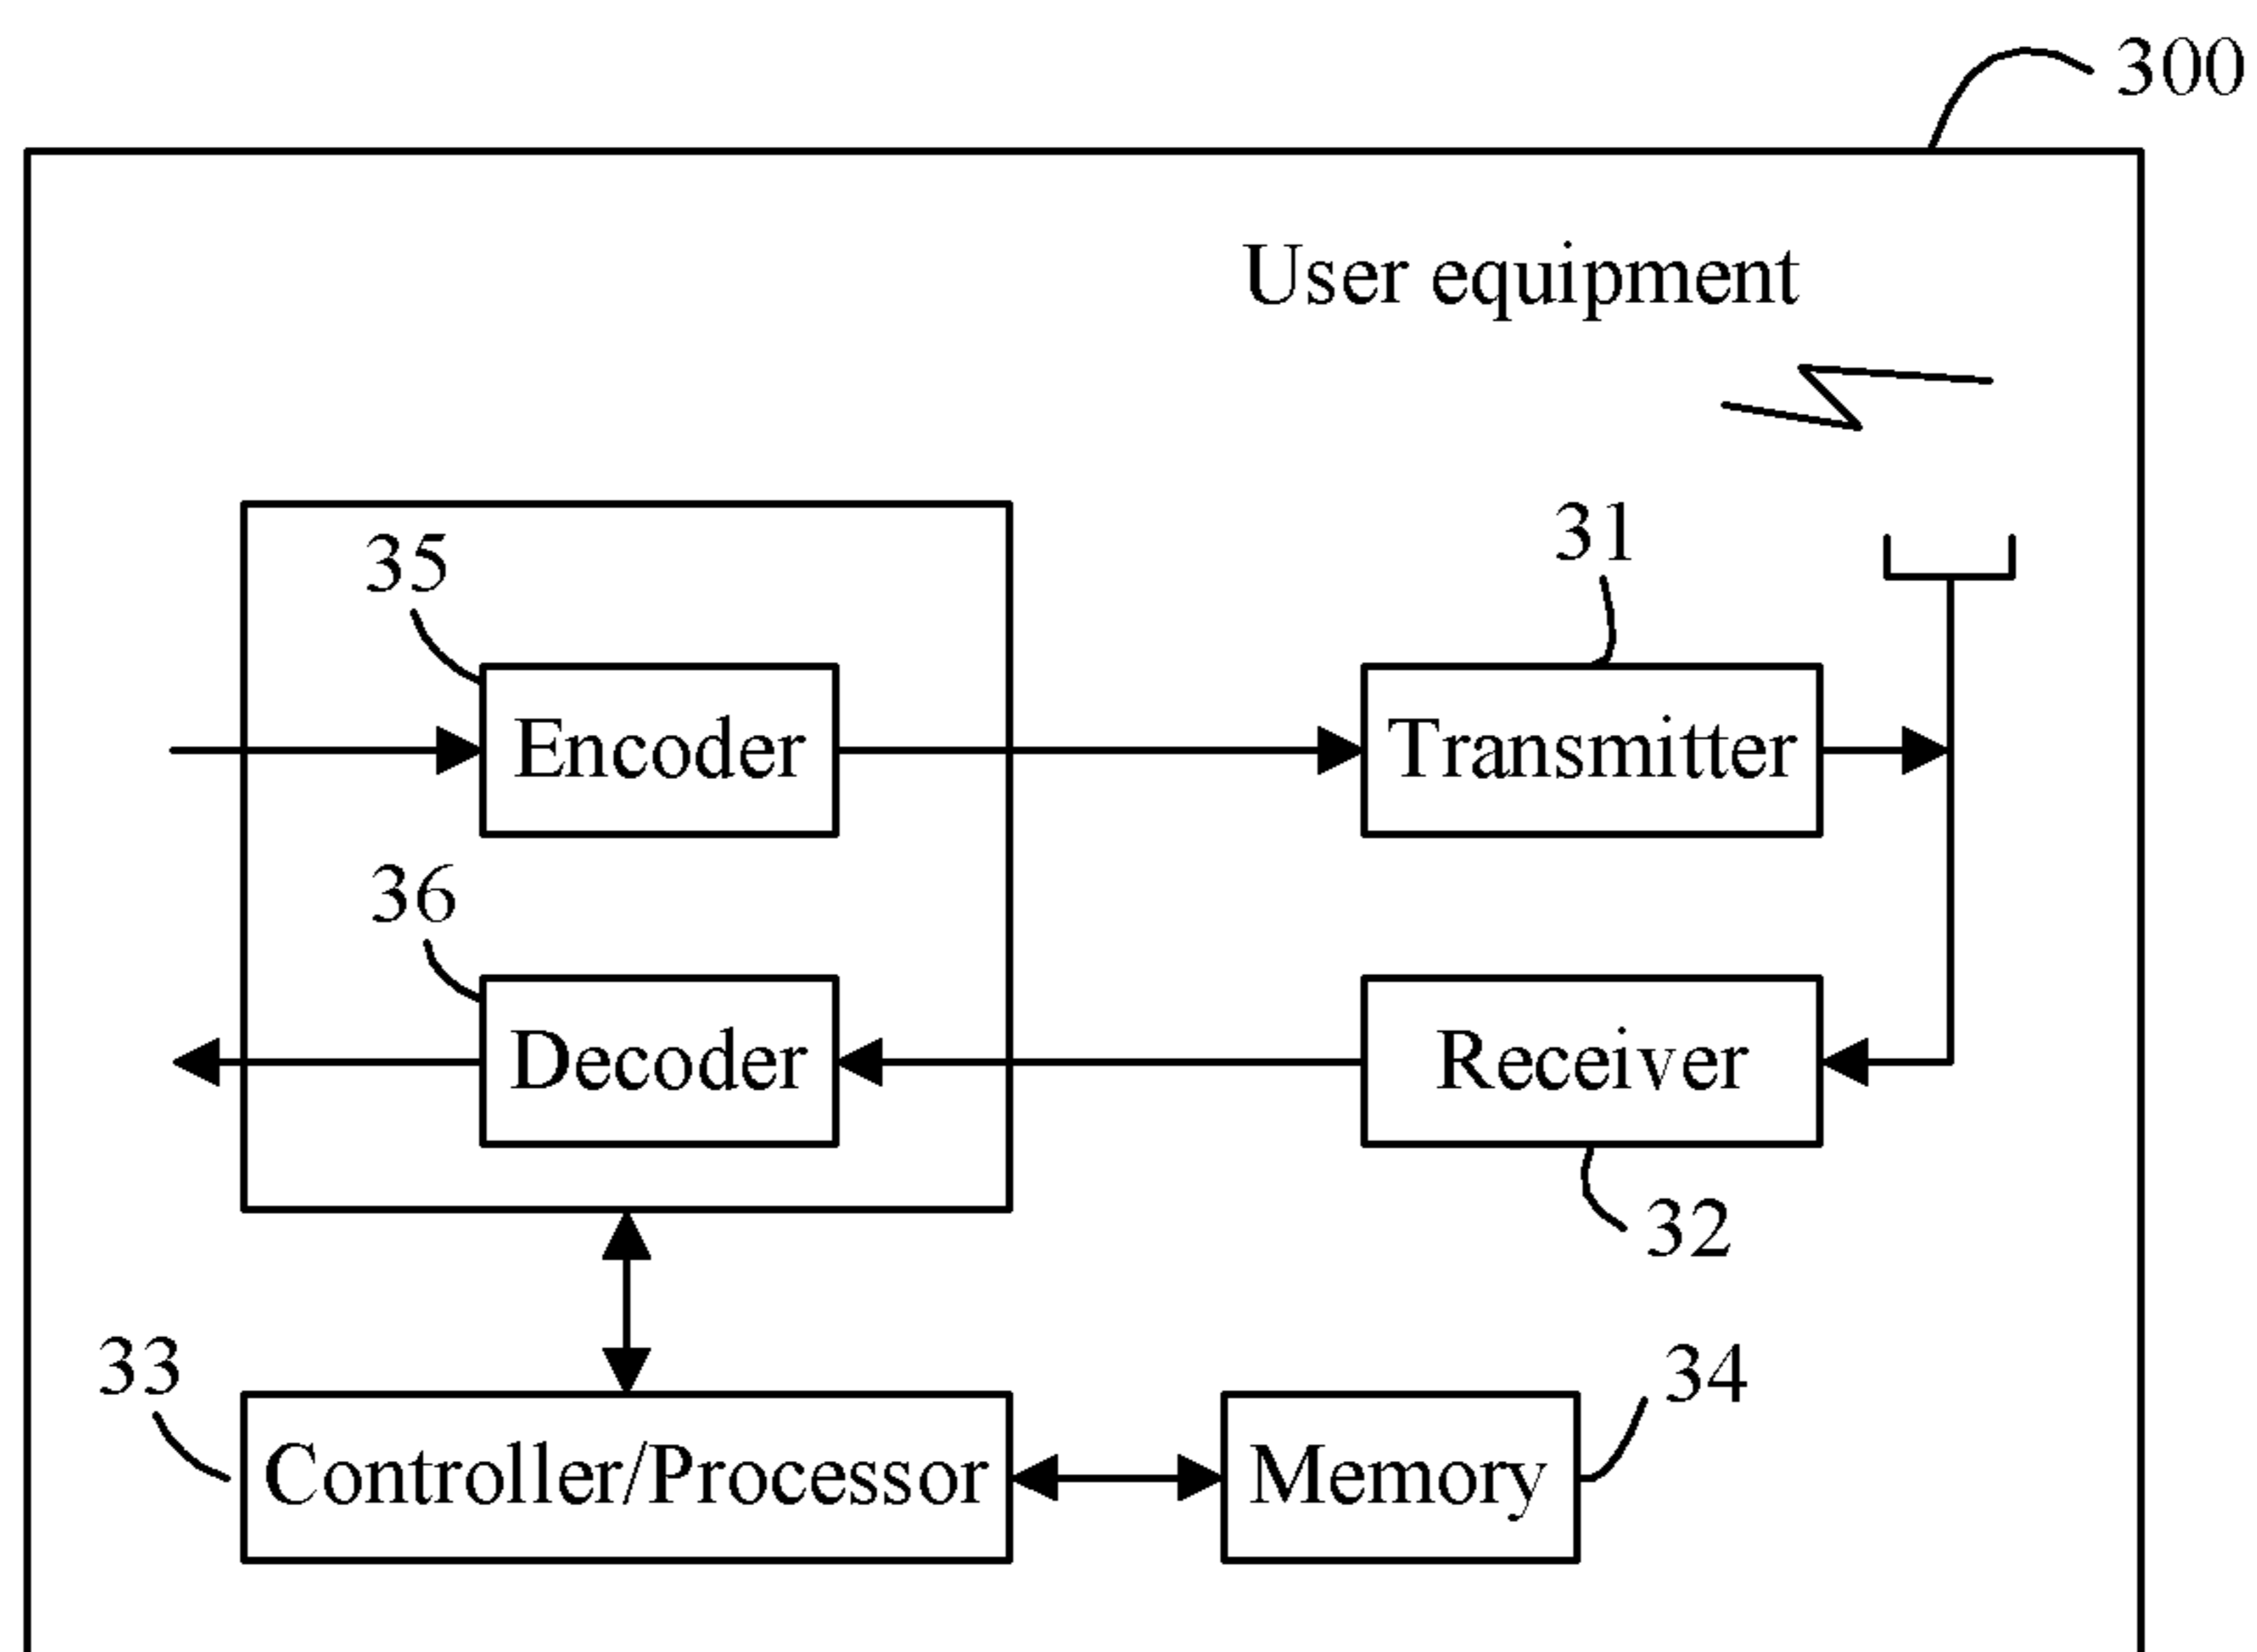 300
User equipment
35
31
Encoder
Transmitter
36
Decoder
Receiver
32
33
34
Controller/Processor
Memory